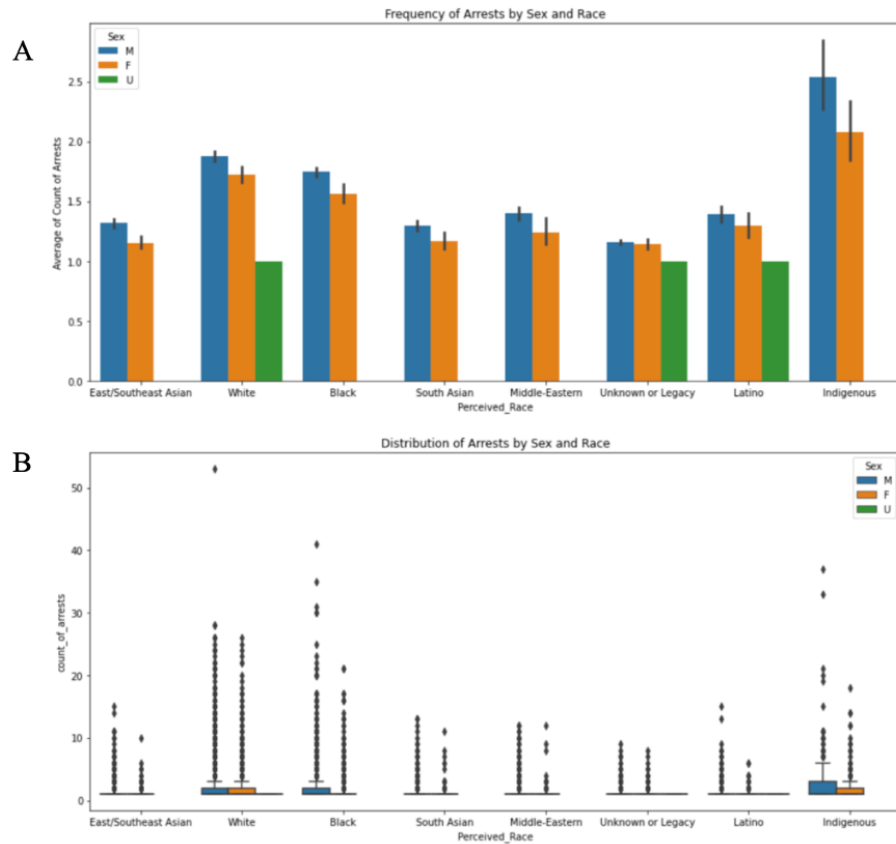 A
Frequency of Arrests by Sex and Race
Sex
M
F
U
Average of Count of Arrests
2.5
2.0
1.5
1.0
0.5
0.0
East/Southeast Asian White Black South Asian Middle-Eastern Unknown or Legacy Latino Indigenous
Perceived_Race
B
Distribution of Arrests by Sex and Race
Sex
M
F
U
count_of_arrests
50
40
30
20
10
0
East/Southeast Asian White Black South Asian Middle-Eastern Unknown or Legacy Latino Indigenous
Perceived_Race